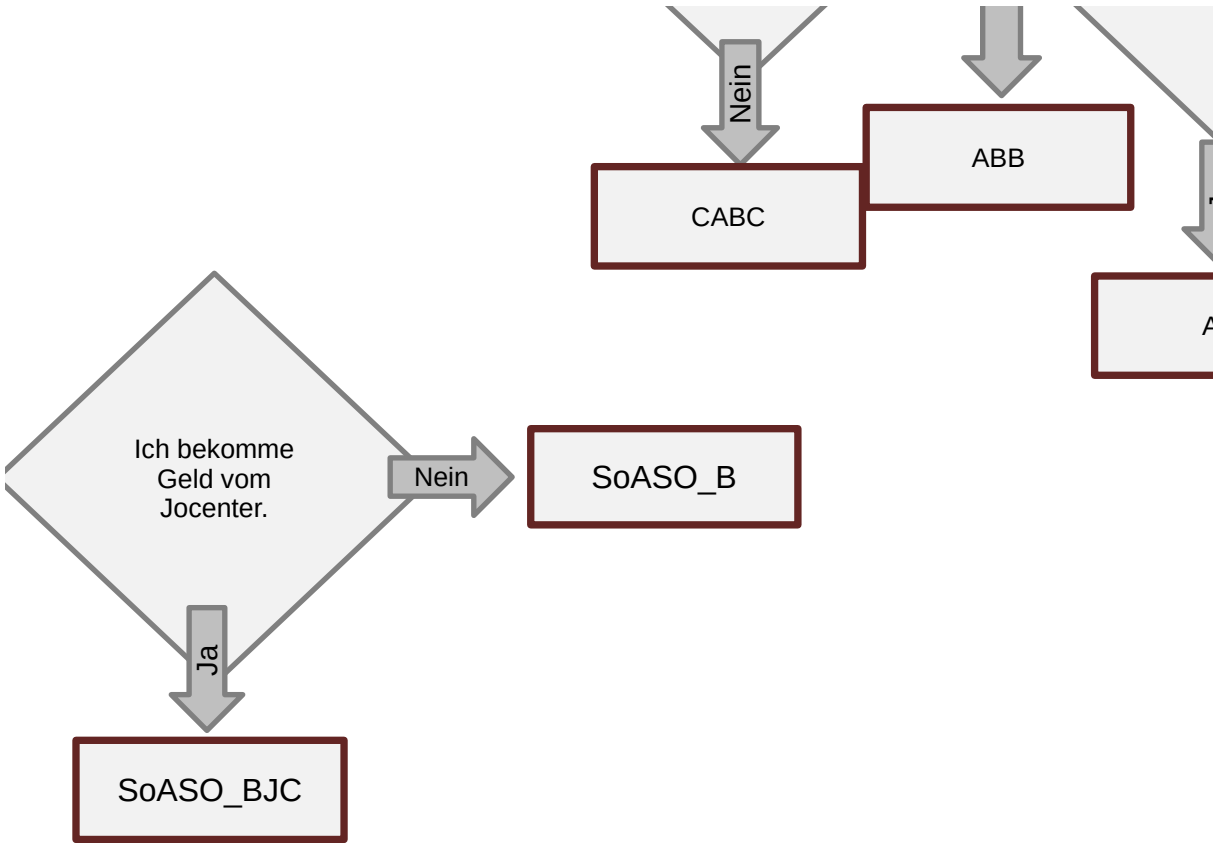 Nein
ABB
CABC
Ich bekomme
Geld vom
Jocenter.
Nein
SoASO_B
Ja
SoASO_BJC